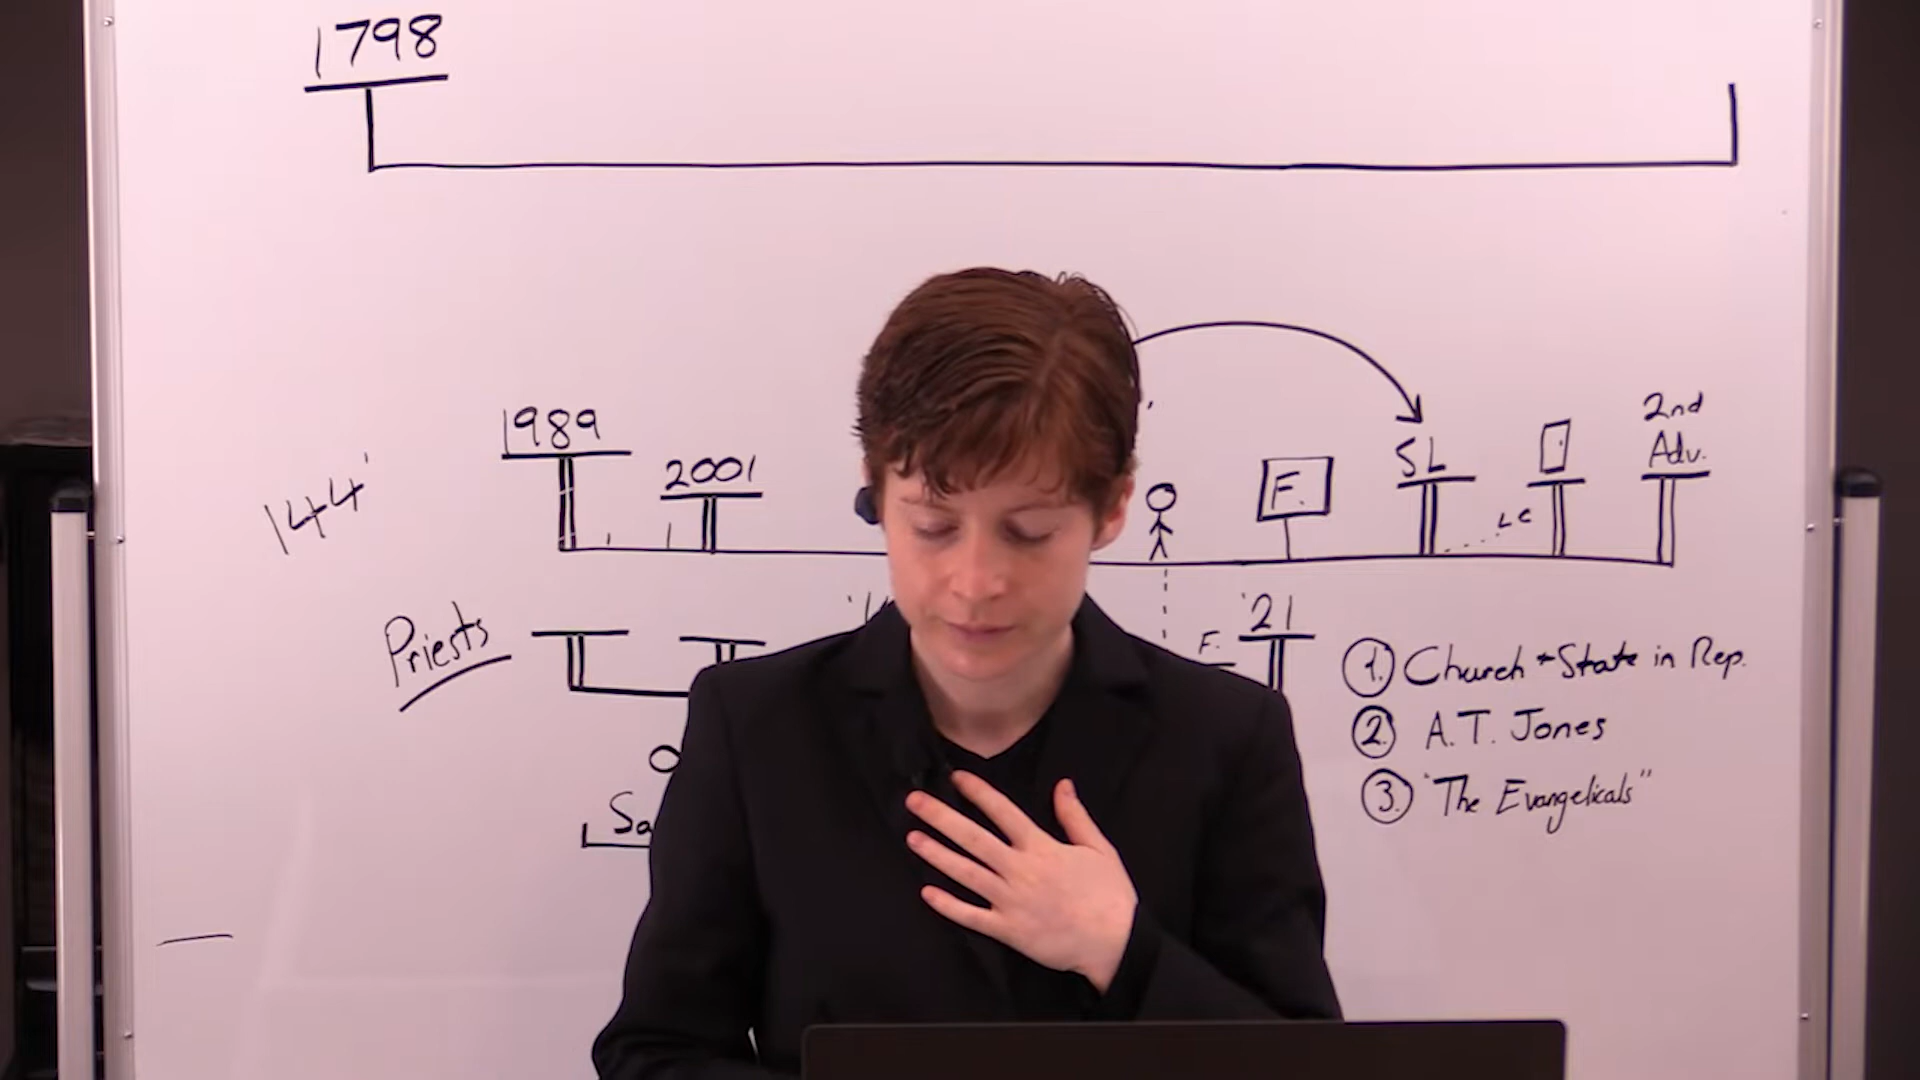 1798
1989
2001
144'
SL
LC
2nd
Adv.
F.
Priests
F.
'21
① Church + State in Rep.
② A.T. Jones
③ "The Evangelicals"